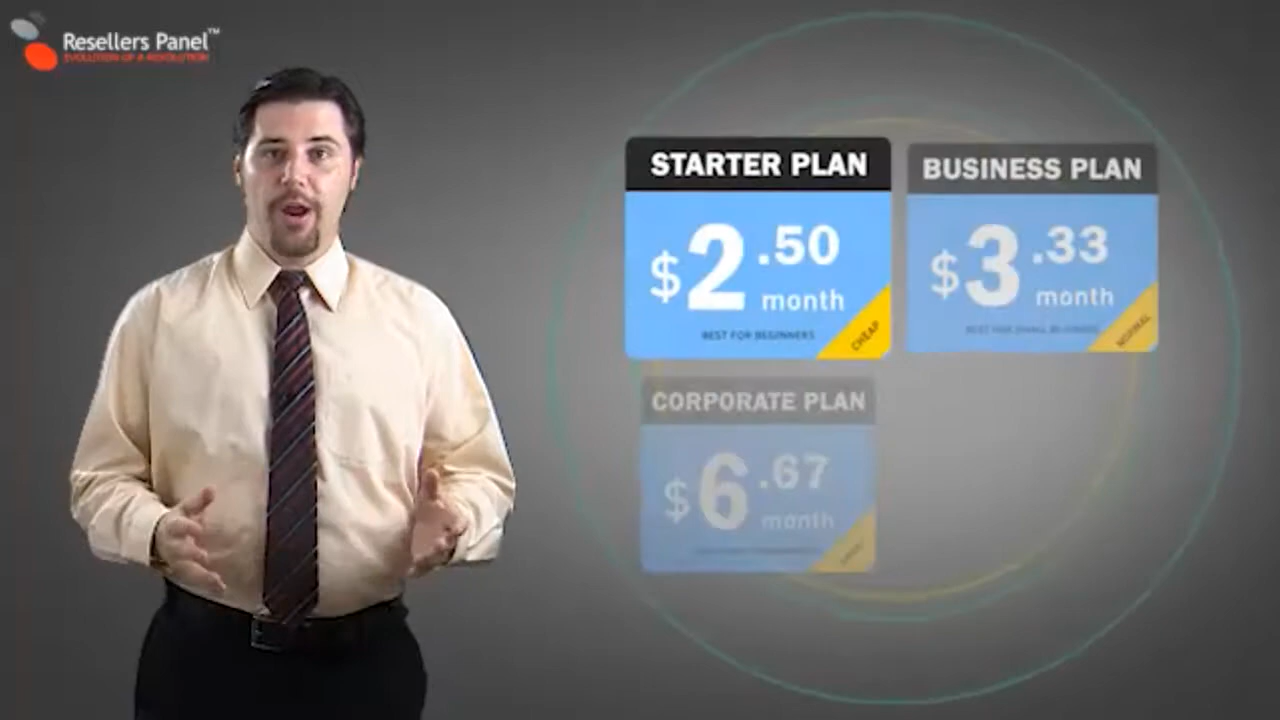 Resellers Panel™
EVOLUTION OF A REVOLUTION
STARTER PLAN
$2.50
month
BEST FOR BEGINNERS
CHEAP
BUSINESS PLAN
$3.33
month
NORMAL
CORPORATE PLAN
$6.67
month